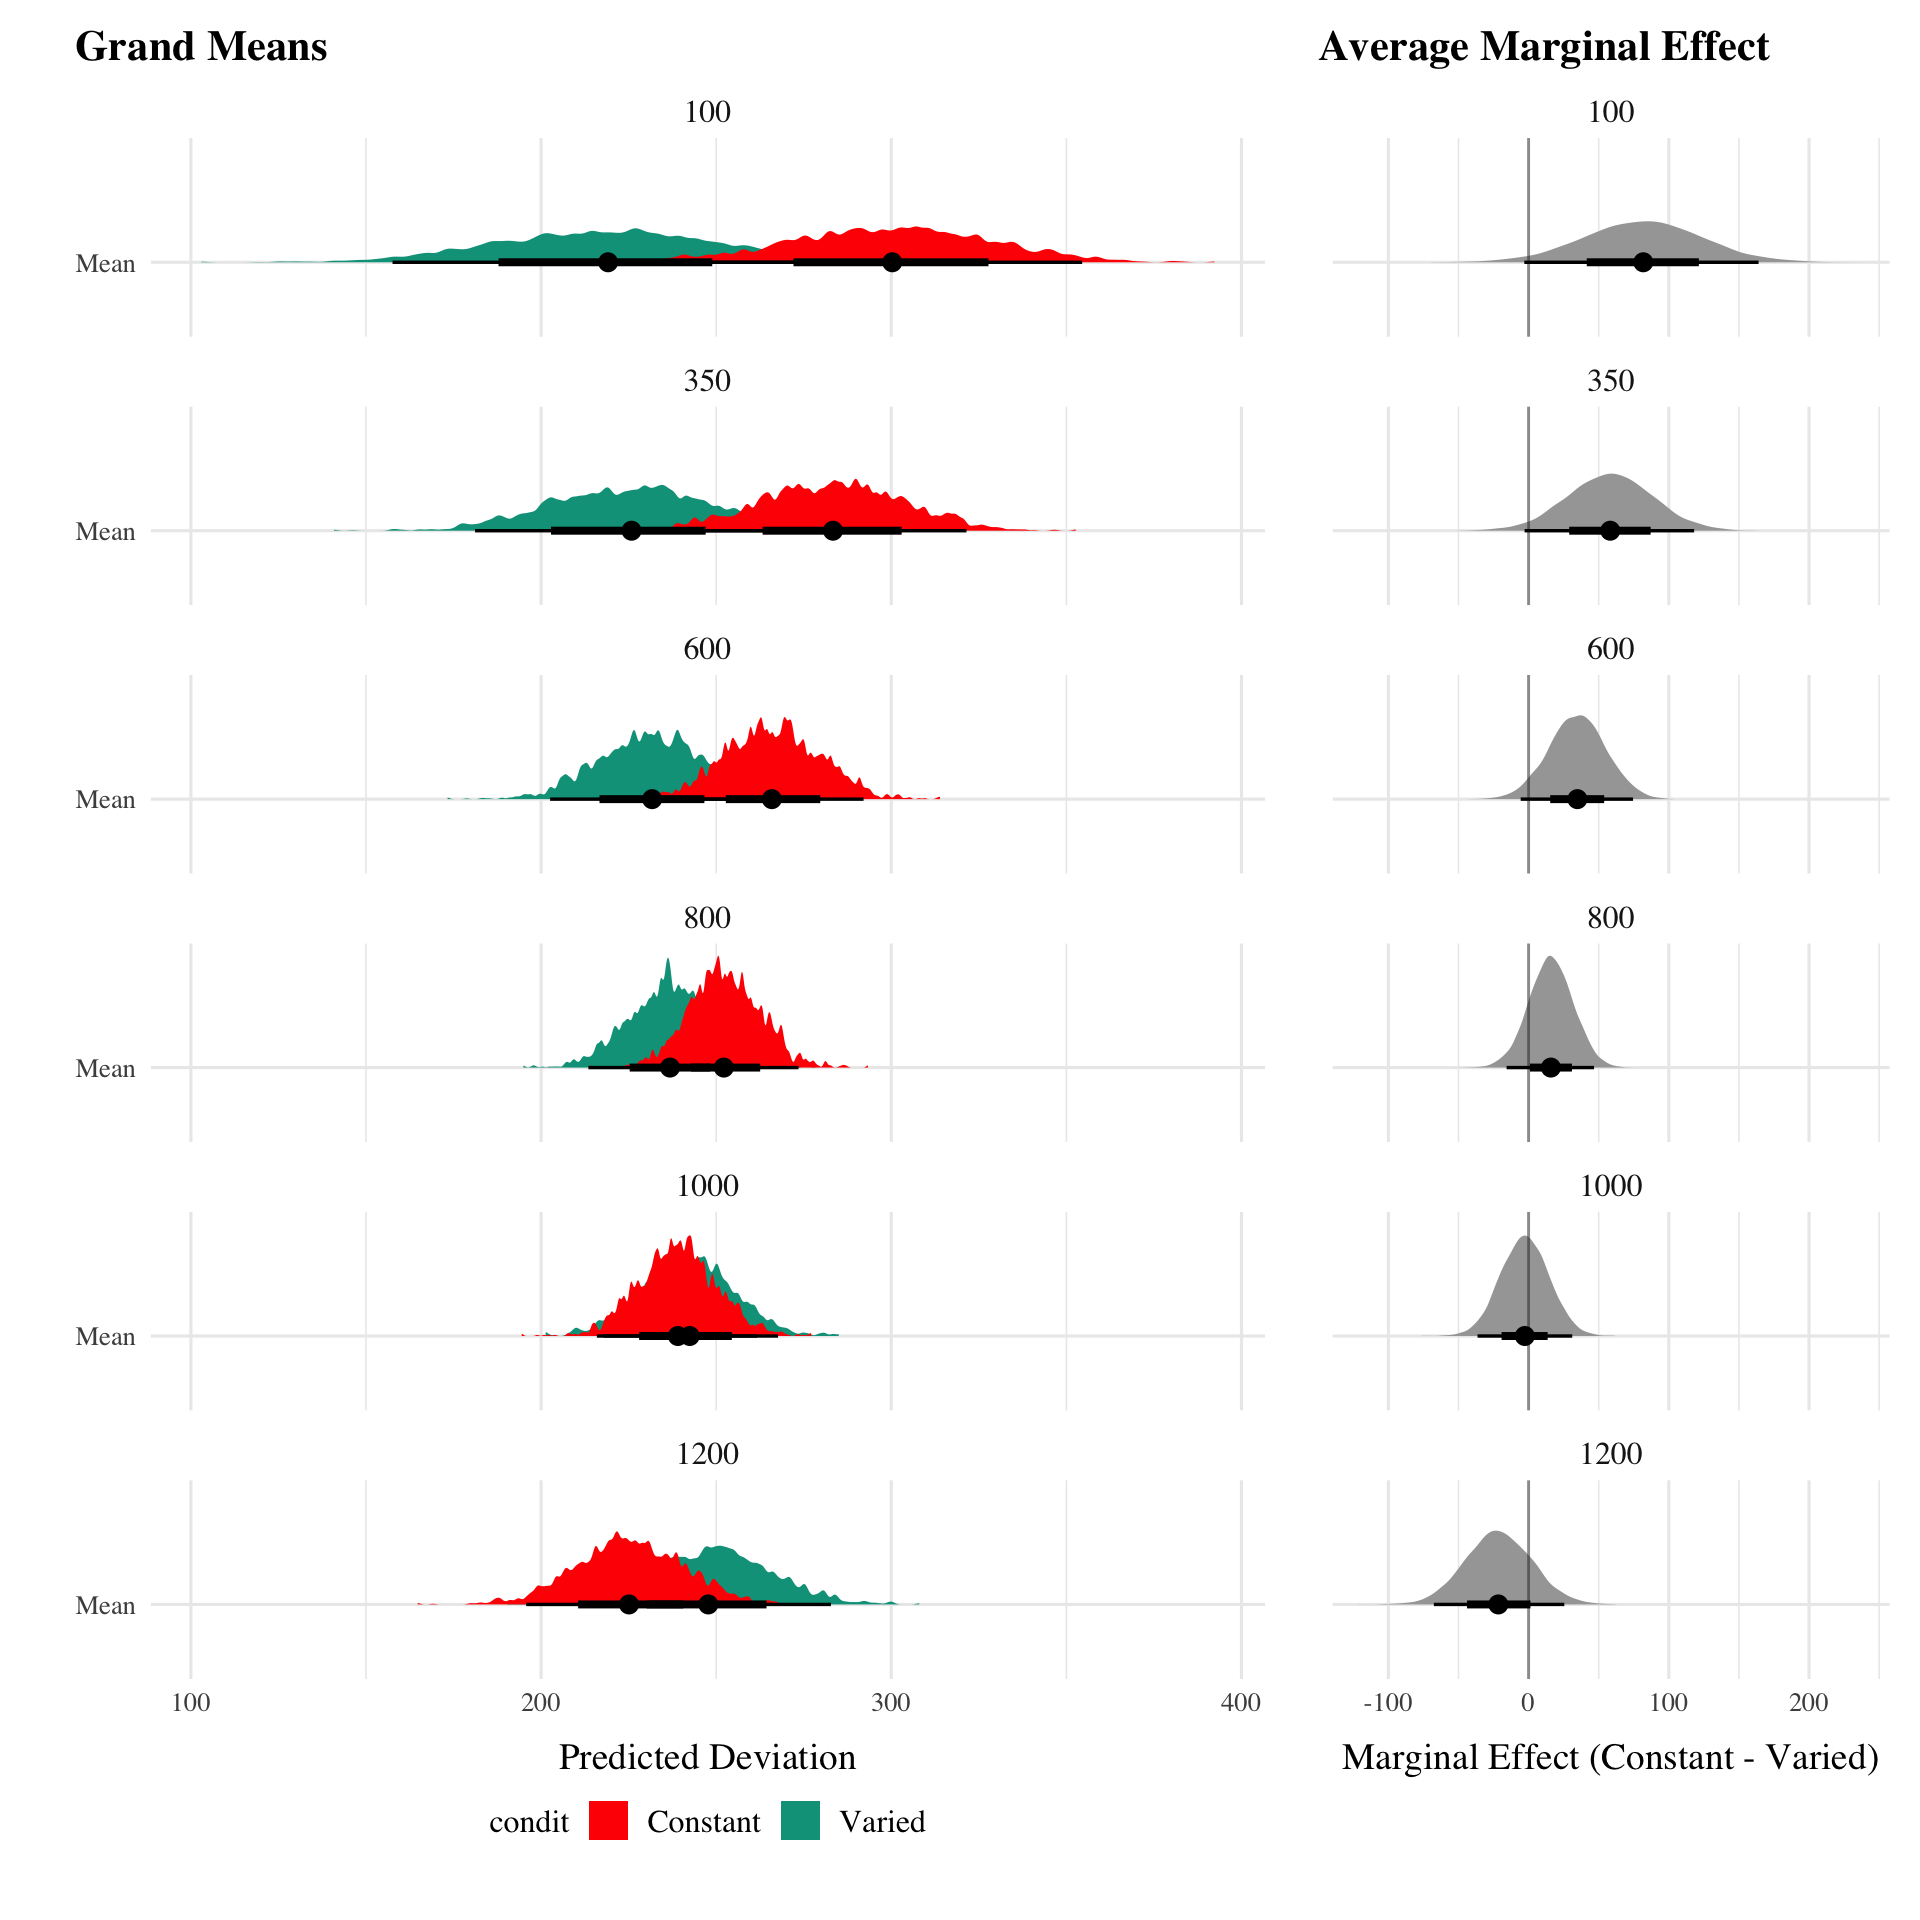 Grand Means
Average Marginal Effect
100
100
Mean
350
350
Mean
600
600
Mean
800
800
Mean
1000
1000
Mean
1200
1200
Mean
100 200 300 400
-100 0 100 200
Predicted Deviation
Marginal Effect (Constant - Varied)
condit Constant Varied